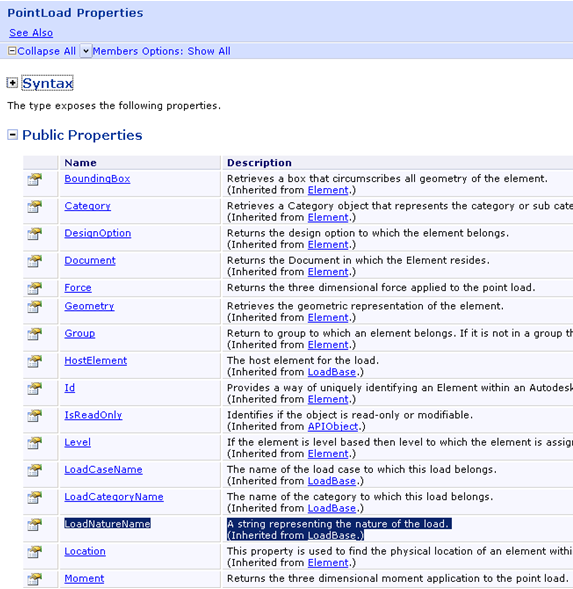 PointLoad Properties
See Also
Collapse All Members Options: Show All
Syntax
The type exposes the following properties.
Public Properties
Name Description
BoundingBox Retrieves a box that circumscribes all geometry of the element.
(Inherited from Element.)
Category Retrieves a Category object that represents the category or sub cate
(Inherited from Element.)
DesignOption Returns the design option to which the element belongs.
(Inherited from Element.)
Document Returns the Document in which the Element resides.
(Inherited from Element.)
Force Returns the three dimensional force applied to the point load.
Geometry Retrieves the geometric representation of the element.
(Inherited from Element.)
Group Return to group to which an element belongs. If it is not in a group th
(Inherited from Element.)
HostElement The host element for the load.
(Inherited from LoadBase.)
Id Provides a way of uniquely identifying an Element within an Autodesk
(Inherited from Element.)
IsReadOnly Identifies if the object is read-only or modifiable.
(Inherited from APIObject.)
Level If the element is level based then level to which the element is assig
(Inherited from Element.)
LoadCaseName The name of the load case to which this load belongs.
(Inherited from LoadBase.)
LoadCategoryName The name of the category to which this load belongs.
(Inherited from LoadBase.)
LoadNatureName A string representing the nature of the load.
(Inherited from LoadBase.)
Location This property is used to find the physical location of an element withi
(Inherited from Element.)
Moment Returns the three dimensional moment application to the point load.